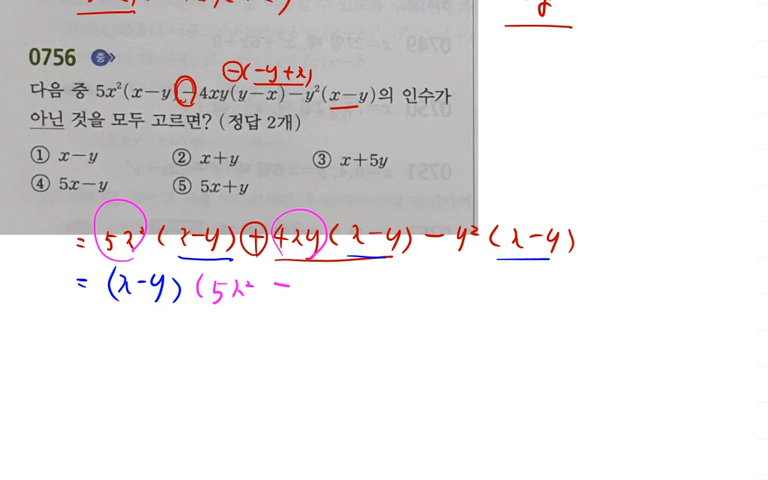 0756 중
-(-y+x)
다음 중 5x²(x-y)-4xy(y-x)-y²(x-y)의 인수가
아닌 것을 모두 고르면? (정답 2개)
① x-y ② x+y ③ x+5y
④ 5x-y ⑤ 5x+y
= 5x² (x-y) + 4xy (x-y) - y² (x-y)
= (x-y) (5x² -